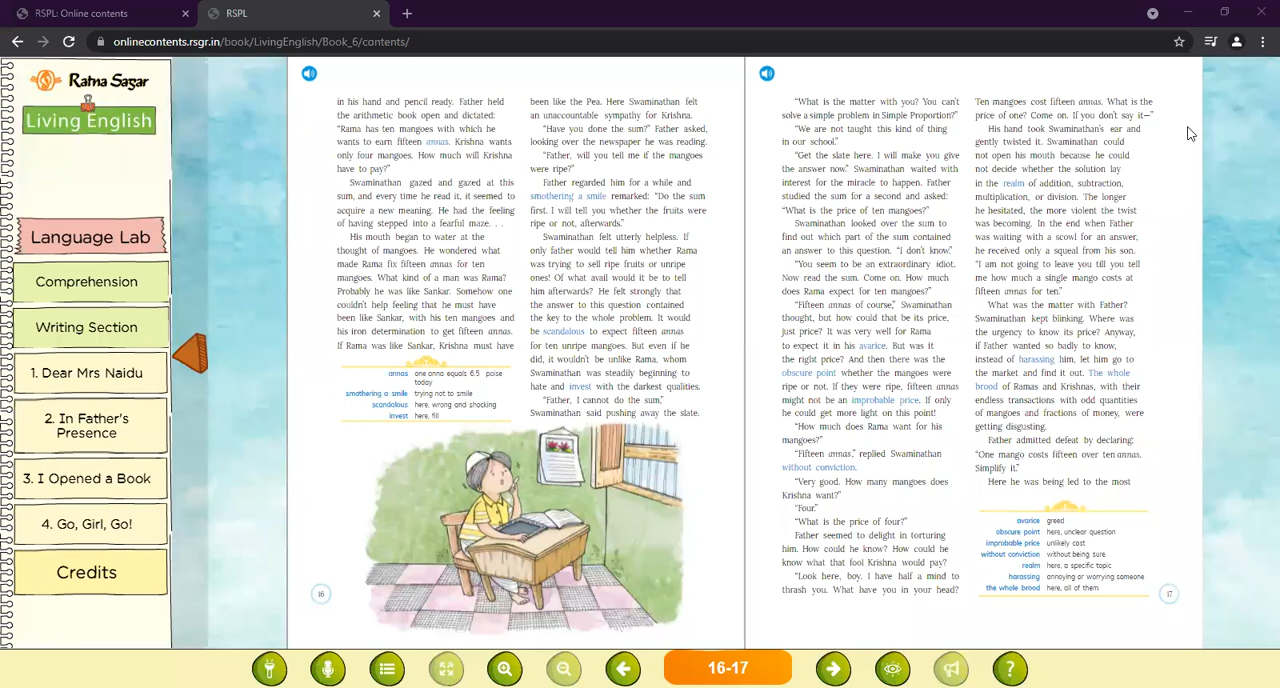 RSPL: Online contents
RSPL
onlinecontents.rsgr.in/book/LivingEnglish/Book_6/contents/
Ratna Sagar
Living English
Language Lab
Comprehension
Writing Section
1. Dear Mrs Naidu
2. In Father's
Presence
3. I Opened a Book
4. Go, Girl, Go!
Credits
in his hand and pencil ready. Father held
the arithmetic book open and dictated:
"Rama has ten mangoes with which he
wants to earn fifteen annas. Krishna wants
only four mangoes. How much will Krishna
have to pay?"
Swaminathan gazed and gazed at this
sum, and every time he read it, it seemed to
acquire a new meaning. He had the feeling
of having stepped into a fearful maze. . .
His mouth began to water at the
thought of mangoes. He wondered what
made Rama fix fifteen annas for ten
mangoes. What kind of a man was Rama?
Probably he was like Sankar. Somehow one
couldn't help feeling that he must have
been like Sankar, with his ten mangoes and
his iron determination to get fifteen annas.
If Rama was like Sankar, Krishna must have
annas one anna equals 6.5 paise
today
smothering a smile trying not to smile
scandalous here, wrong and shocking
invest here, fill
been like the Pea. Here Swaminathan felt
an unaccountable sympathy for Krishna.
"Have you done the sum?" Father asked,
looking over the newspaper he was reading.
"Father, will you tell me if the mangoes
were ripe?"
Father regarded him for a while and
smothering a smile remarked: "Do the sum
first. I will tell you whether the fruits were
ripe or not, afterwards."
Swaminathan felt utterly helpless. If
only father would tell him whether Rama
was trying to sell ripe fruits or unripe
ones! Of what avail would it be to tell
him afterwards? He felt strongly that
the answer to this question contained
the key to the whole problem. It would
be scandalous to expect fifteen annas
for ten unripe mangoes. But even if he
did, it wouldn't be unlike Rama, whom
Swaminathan was steadily beginning to
hate and invest with the darkest qualities.
"Father, I cannot do the sum,"
Swaminathan said pushing away the slate.
16
"What is the matter with you? You can't
solve a simple problem in Simple Proportion?"
"We are not taught this kind of thing
in our school."
"Get the slate here. I will make you give
the answer now." Swaminathan waited with
interest for the miracle to happen. Father
studied the sum for a second and asked:
"What is the price of ten mangoes?"
Swaminathan looked over the sum to
find out which part of the sum contained
an answer to this question. "I don't know."
"You seem to be an extraordinary idiot.
Now read the sum. Come on. How much
does Rama expect for ten mangoes?"
"Fifteen annas of course," Swaminathan
thought, but how could that be its price,
just price? It was very well for Rama
to expect it in his avarice. But was it
the right price? And then there was the
obscure point whether the mangoes were
ripe or not. If they were ripe, fifteen annas
might not be an improbable price. If only
he could get more light on this point!
"How much does Rama want for his
mangoes?"
"Fifteen annas," replied Swaminathan
without conviction.
"Very good. How many mangoes does
Krishna want?"
"Four."
"What is the price of four?"
Father seemed to delight in torturing
him. How could he know? How could he
know what that fool Krishna would pay?
"Look here, boy. I have half a mind to
thrash you. What have you in your head?
Ten mangoes cost fifteen annas. What is the
price of one? Come on. If you don't say it—"
His hand took Swaminathan's ear and
gently twisted it. Swaminathan could
not open his mouth because he could
not decide whether the solution lay
in the realm of addition, subtraction,
multiplication, or division. The longer
he hesitated, the more violent the twist
was becoming. In the end when Father
was waiting with a scowl for an answer,
he received only a squeal from his son.
"I am not going to leave you till you tell
me how much a single mango costs at
fifteen annas for ten."
What was the matter with Father?
Swaminathan kept blinking. Where was
the urgency to know its price? Anyway,
if Father wanted so badly to know,
instead of harassing him, let him go to
the market and find it out. The whole
brood of Ramas and Krishnas, with their
endless transactions with odd quantities
of mangoes and fractions of money, were
getting disgusting.
Father admitted defeat by declaring:
"One mango costs fifteen over ten annas.
Simplify it."
Here he was being led to the most
avarice greed
obscure point here, unclear question
improbable price unlikely cost
without conviction without being sure
realm here, a specific topic
harassing annoying or worrying someone
the whole brood here, all of them
17
16-17
?